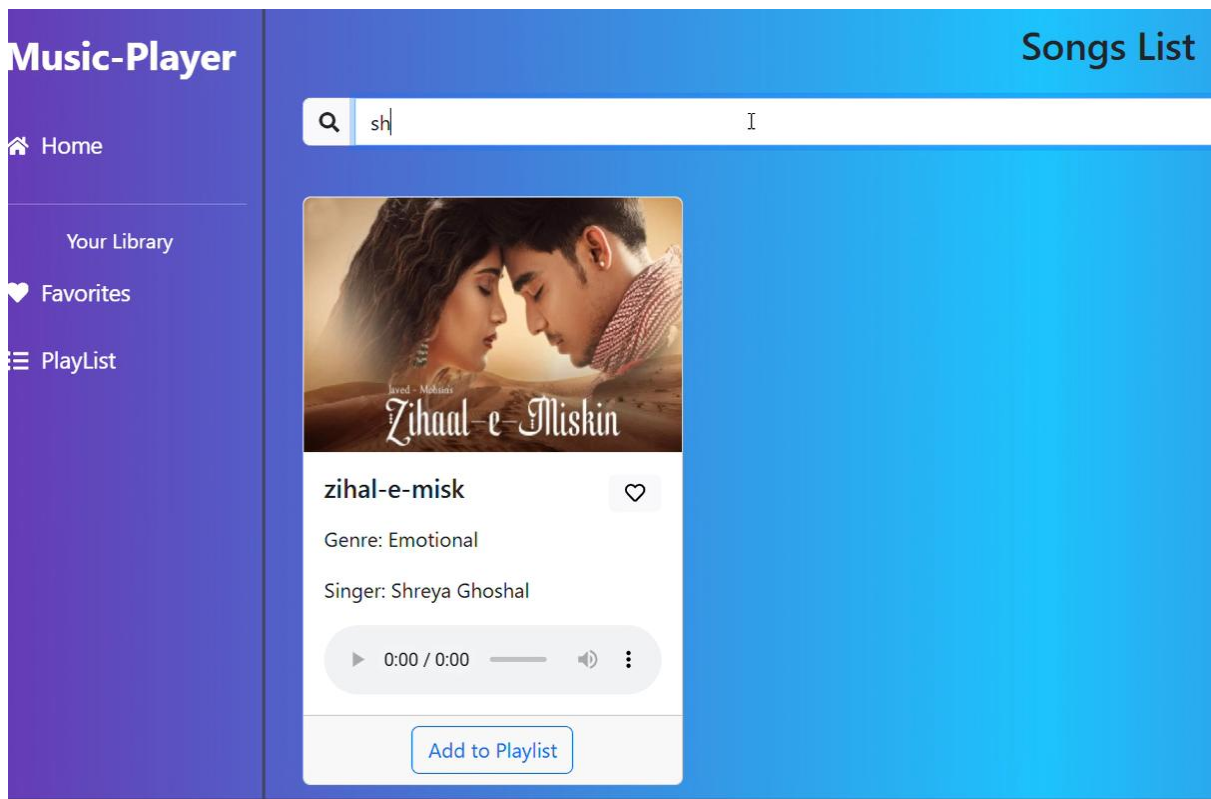 Music-Player
Home
Your Library
Favorites
PlayList
Songs List
sh
Javed - Mohsin's
Zihaal-e-Miskin
zihal-e-misk
Genre: Emotional
Singer: Shreya Ghoshal
0:00 / 0:00
Add to Playlist